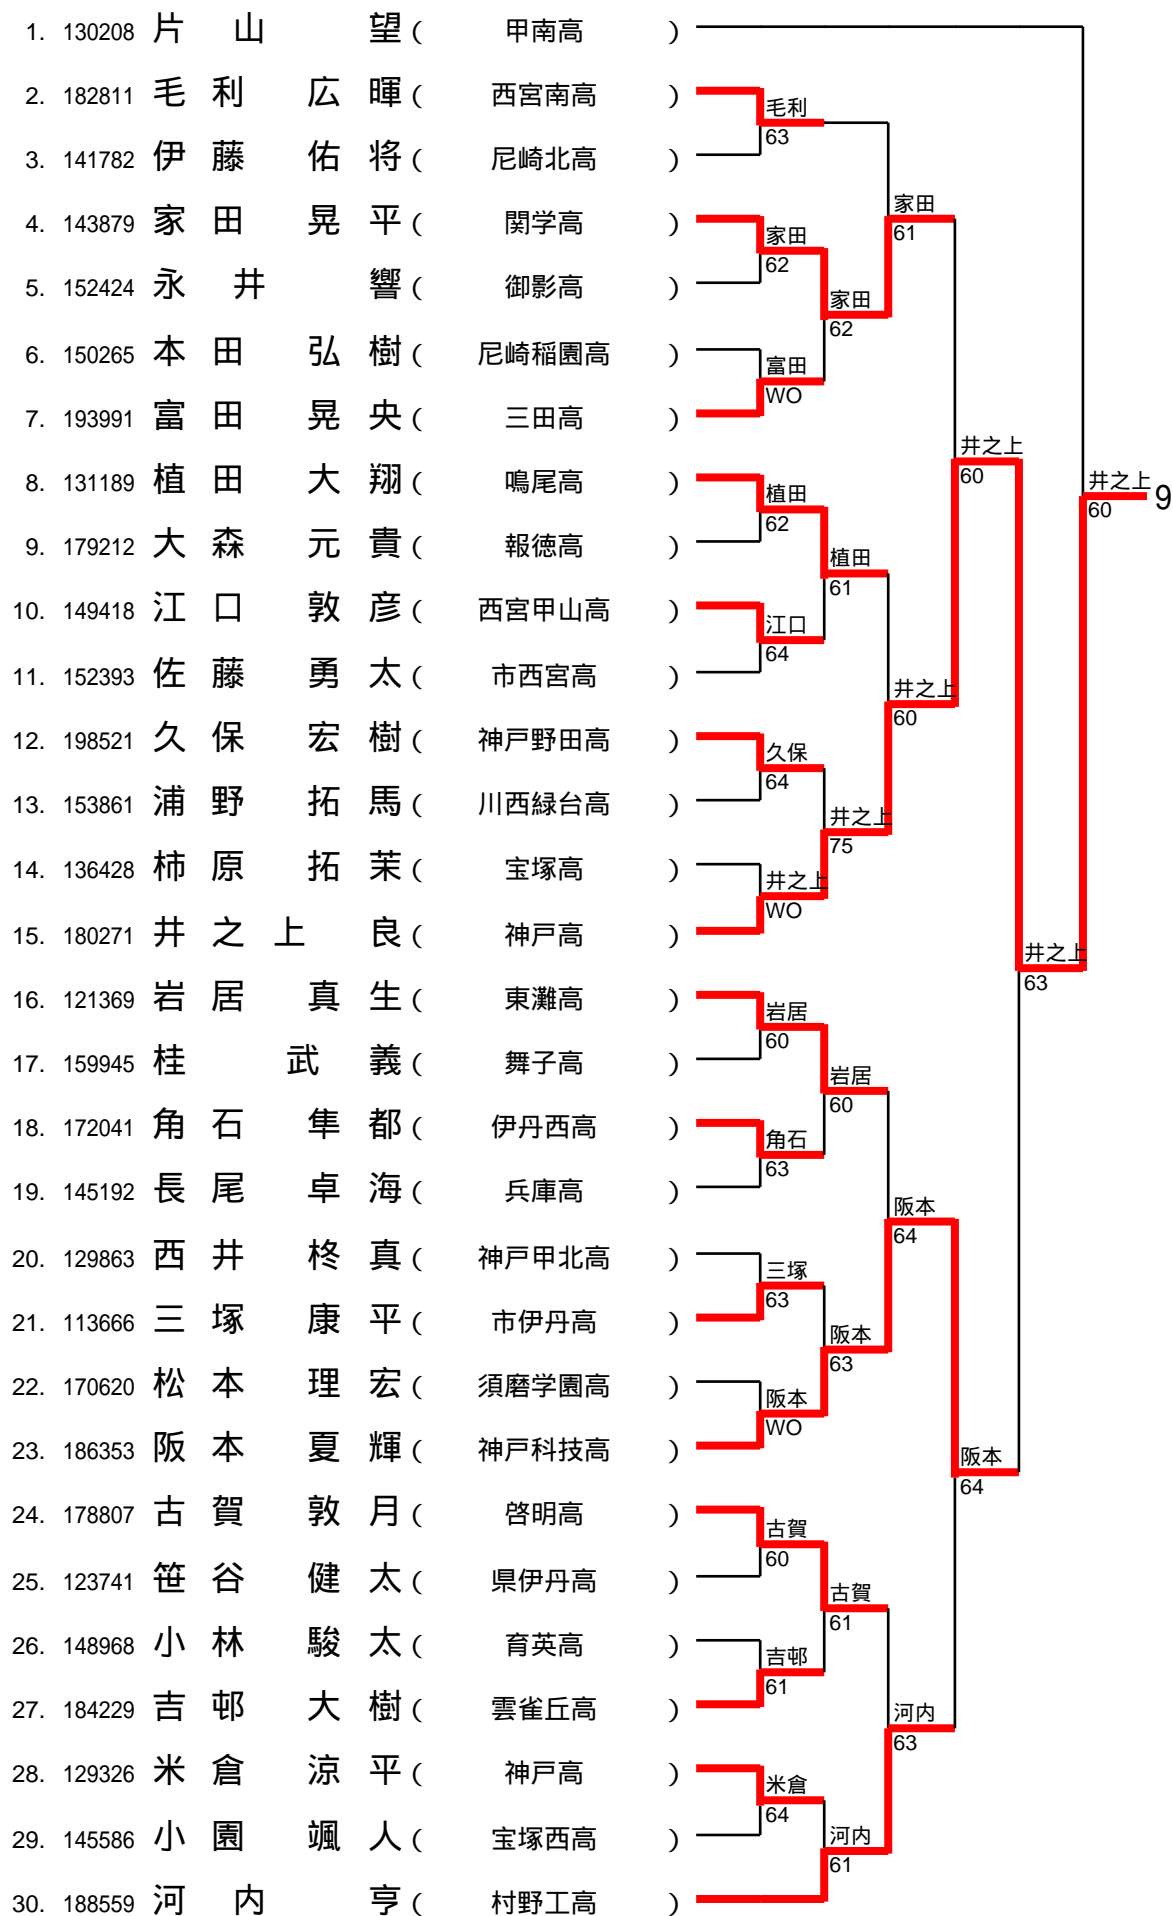 1. 130208 片山 望 ( 甲南高 )
2. 182811 毛利 広暉 ( 西宮南高 )
毛利
63
3. 141782 伊藤 佑将 ( 尼崎北高 )
4. 143879 家田 晃平 ( 関学高 )
家田
61
家田
62
5. 152424 永井 響 ( 御影高 )
家田
62
6. 150265 本田 弘樹 ( 尼崎稲園高 )
富田
WO
7. 193991 富田 晃央 ( 三田高 )
井之上
60
8. 131189 植田 大翔 ( 鳴尾高 )
植田
62
井之上
60
9
9. 179212 大森 元貴 ( 報徳高 )
植田
61
10. 149418 江口 敦彦 ( 西宮甲山高 )
江口
64
11. 152393 佐藤 勇太 ( 市西宮高 )
井之上
60
12. 198521 久保 宏樹 ( 神戸野田高 )
久保
64
13. 153861 浦野 拓馬 ( 川西緑台高 )
井之上
75
14. 136428 柿原 拓茉 ( 宝塚高 )
井之上
WO
15. 180271 井之上 良 ( 神戸高 )
井之上
63
16. 121369 岩居 真生 ( 東灘高 )
岩居
60
17. 159945 桂 武義 ( 舞子高 )
岩居
60
18. 172041 角石 隼都 ( 伊丹西高 )
角石
63
19. 145192 長尾 卓海 ( 兵庫高 )
阪本
64
20. 129863 西井 柊真 ( 神戸甲北高 )
三塚
63
21. 113666 三塚 康平 ( 市伊丹高 )
阪本
63
22. 170620 松本 理宏 ( 須磨学園高 )
阪本
WO
23. 186353 阪本 夏輝 ( 神戸科技高 )
阪本
64
24. 178807 古賀 敦月 ( 啓明高 )
古賀
60
25. 123741 笹谷 健太 ( 県伊丹高 )
古賀
61
26. 148968 小林 駿太 ( 育英高 )
吉邨
61
27. 184229 吉邨 大樹 ( 雲雀丘高 )
河内
63
28. 129326 米倉 涼平 ( 神戸高 )
米倉
64
29. 145586 小園 颯人 ( 宝塚西高 )
河内
61
30. 188559 河内 亨 ( 村野工高 )